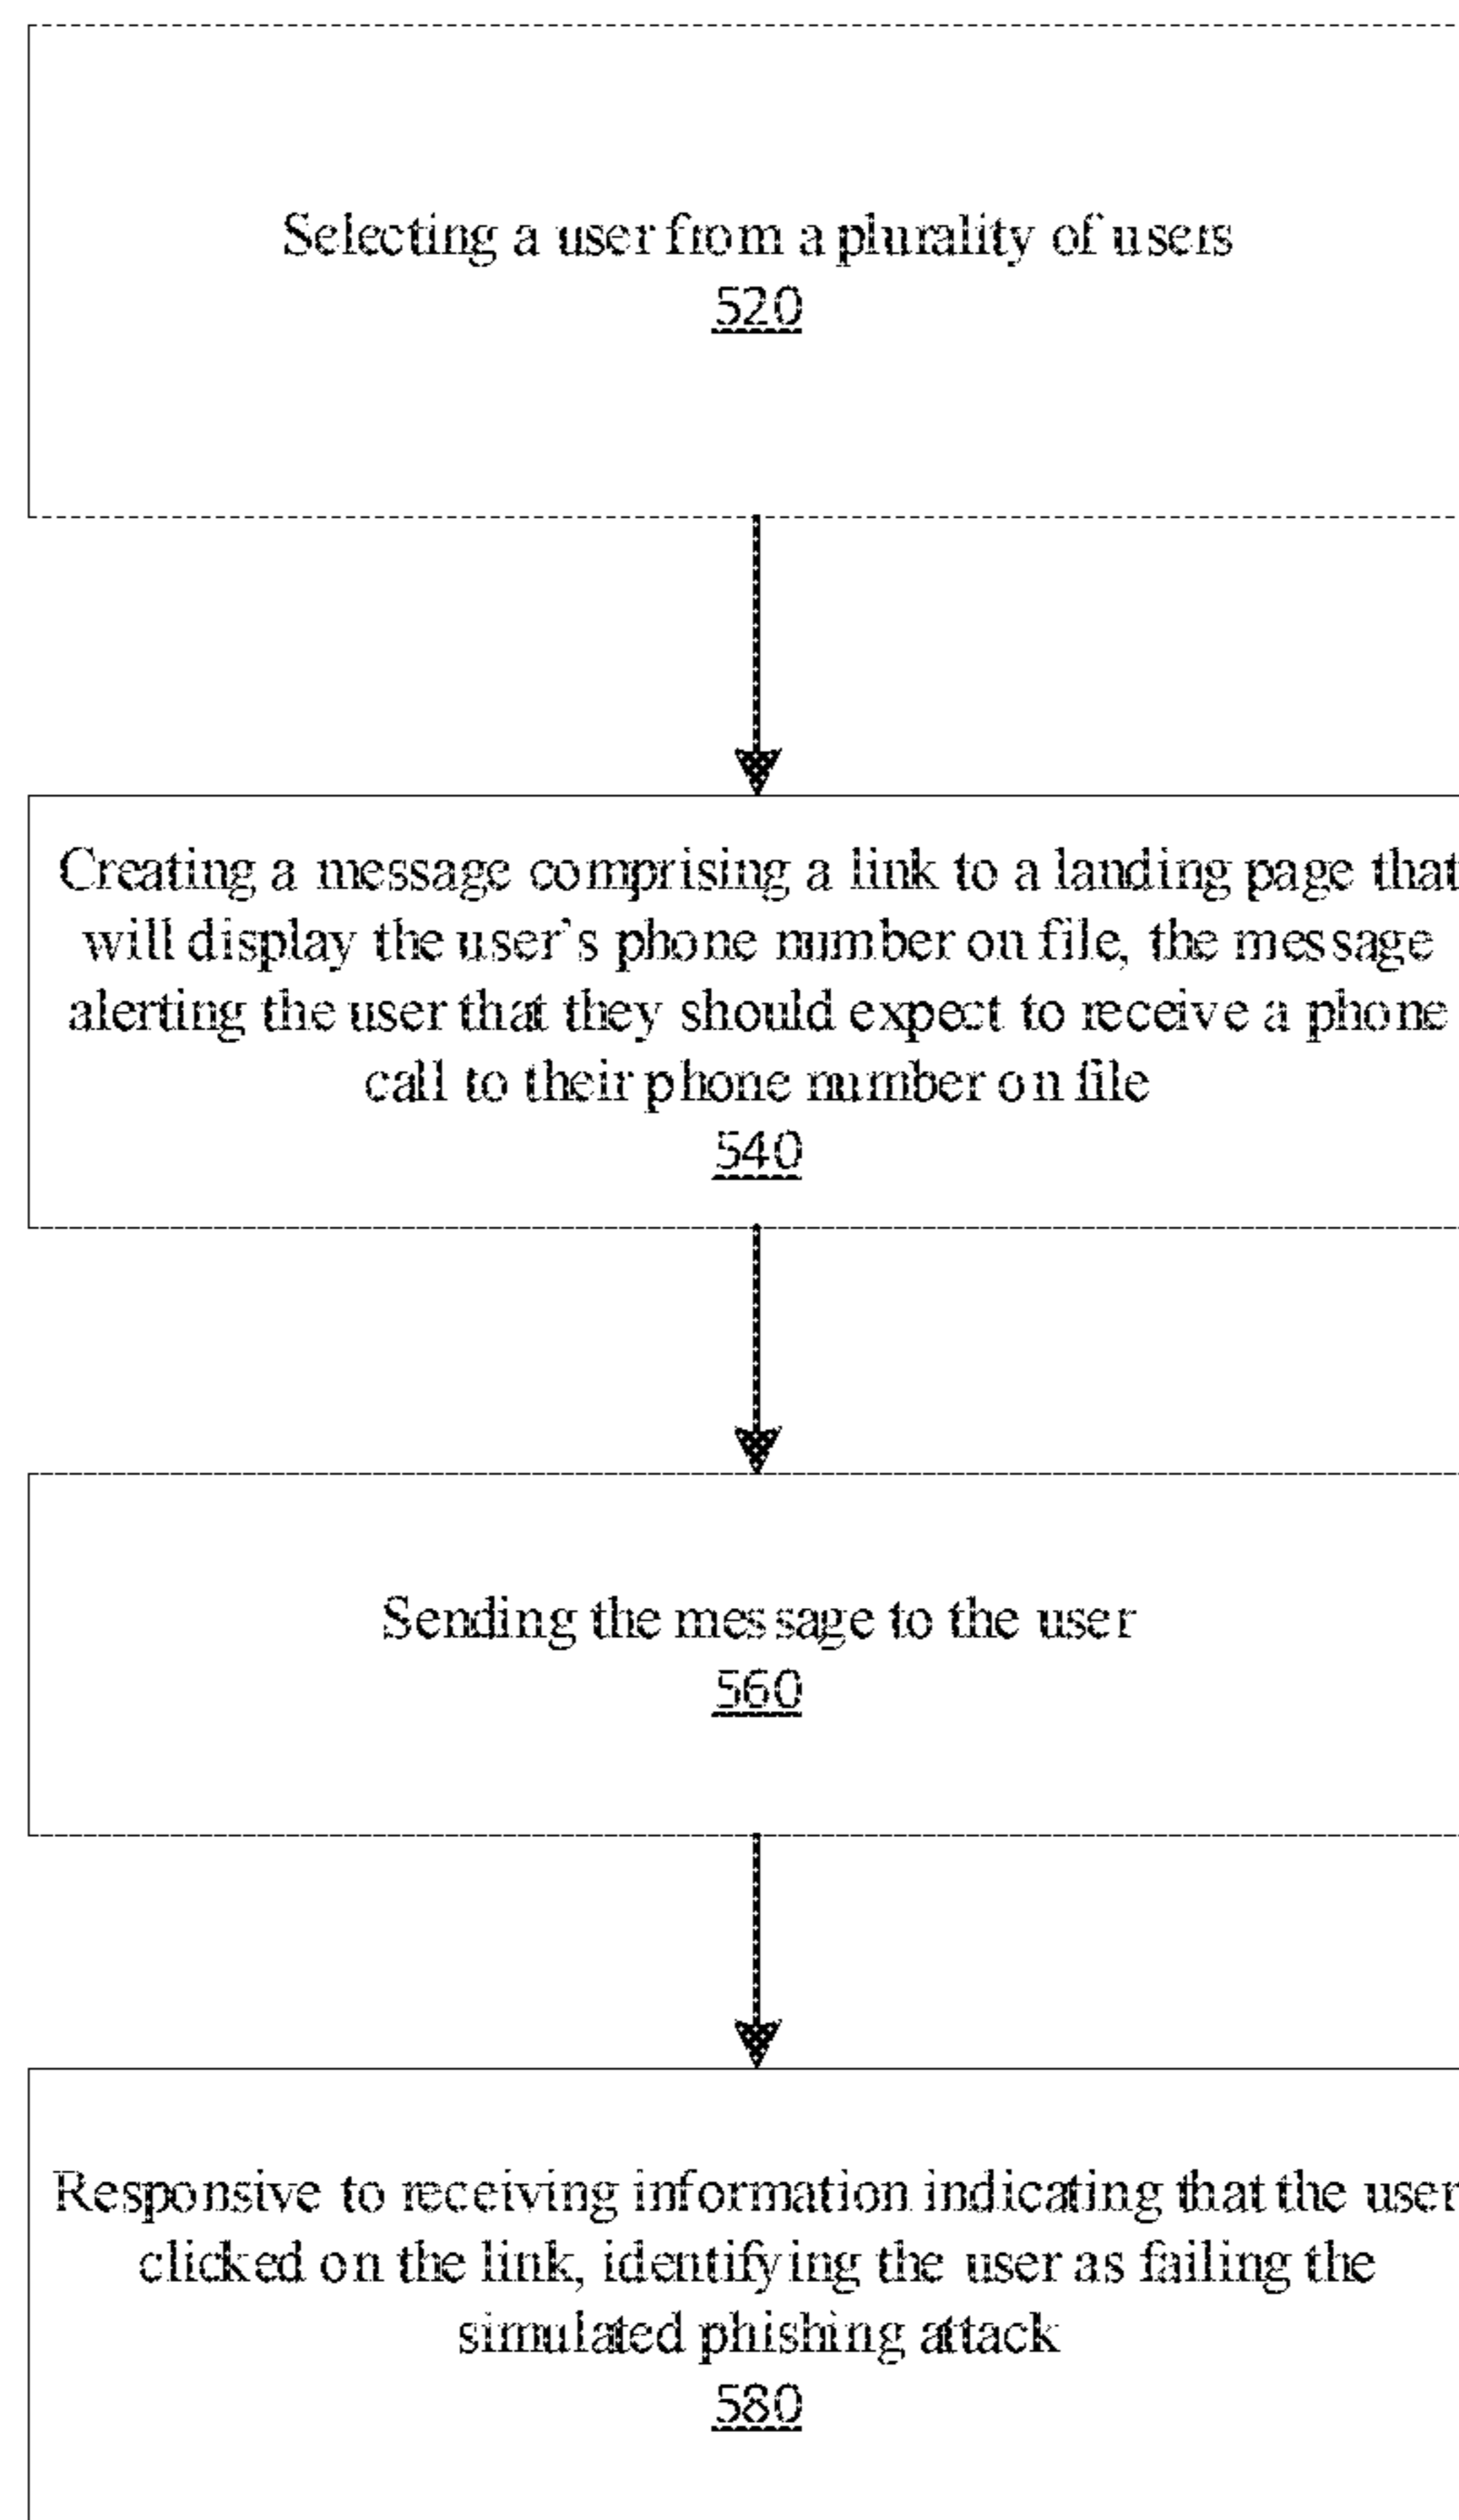 Selecting a user from a plurality of users
520
Creating a message comprising a link to a landing page that
will display the user's phone number on file, the message
alerting the user that they should expect to receive a phone
call to their phone number on file
540
Sending the message to the user
560
Responsive to receiving information indicating that the user
clicked on the link, identifying the user as failing the
simulated phishing attack
580